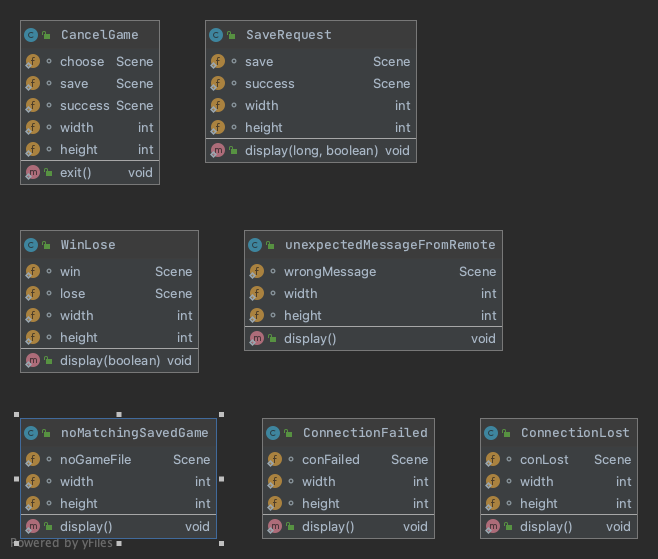 CancelGame
choose Scene
save Scene
success Scene
width int
height int
exit() void
SaveRequest
save Scene
success Scene
width int
height int
display(long, boolean) void
WinLose
win Scene
lose Scene
width int
height int
display(boolean) void
unexpectedMessageFromRemote
wrongMessage Scene
width int
height int
display() void
noMatchingSavedGame
noGameFile Scene
width int
height int
display() void
ConnectionFailed
conFailed Scene
width int
height int
display() void
ConnectionLost
conLost Scene
width int
height int
display() void
Powered by yFiles